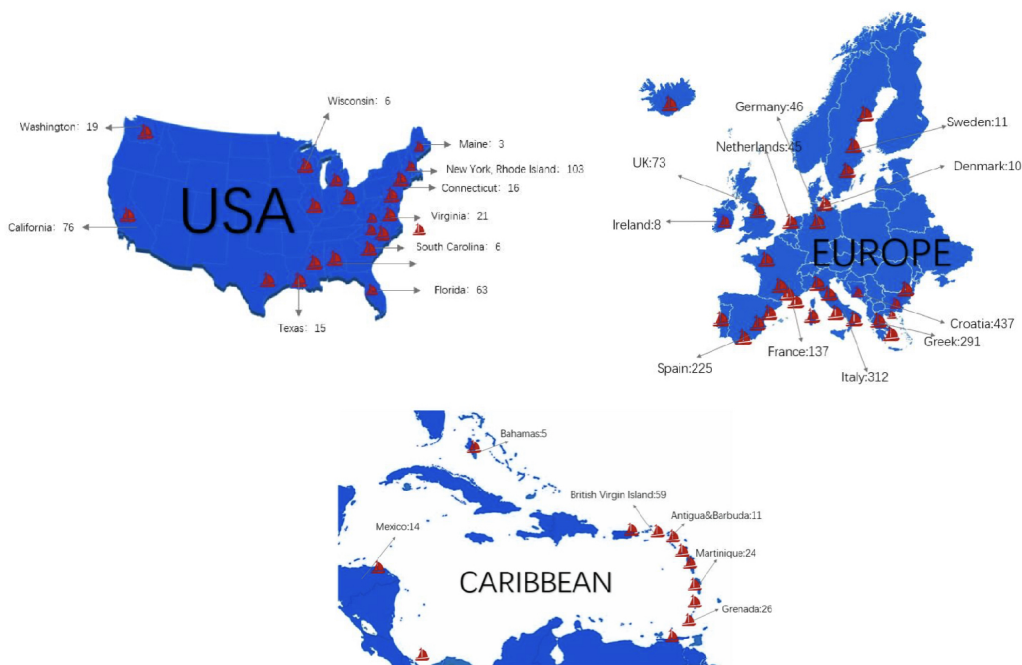 Wisconsin: 6
Washington: 19
Maine: 3
New York, Rhode Island: 103
Connecticut: 16
USA
Virginia: 21
California: 76
South Carolina: 6
Florida: 63
Texas: 15
Germany:46
Sweden:11
Netherlands:45
UK:73
Denmark:10
Ireland:8
EUROPE
Croatia:437
Greek:291
France:137
Spain:225
Italy:312
Bahamas:5
British Virgin Island:59
Antigua&Barbuda:11
Mexico:14
Martinique:24
CARIBBEAN
Grenada:26